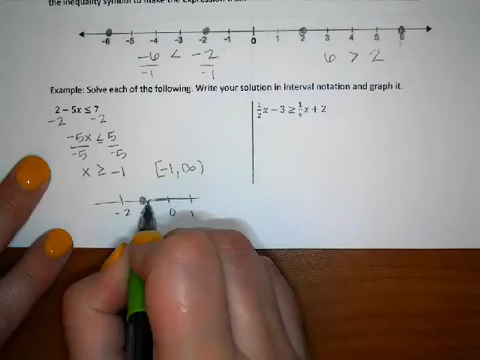 the inequality symbol to make the expression true.
-6 -5 -4 -3 -2 -1 0 1 2 3 4 5 6
-6 < -2
6 > 2
-1 -1
Example: Solve each of the following. Write your solution in interval notation and graph it.
2 − 5x ≤ 7
-2 -2
-5x ≤ 5
-5 -5
x ≥ -1 [-1, ∞)
-2 0 1
x − 3 ≥ x + 2